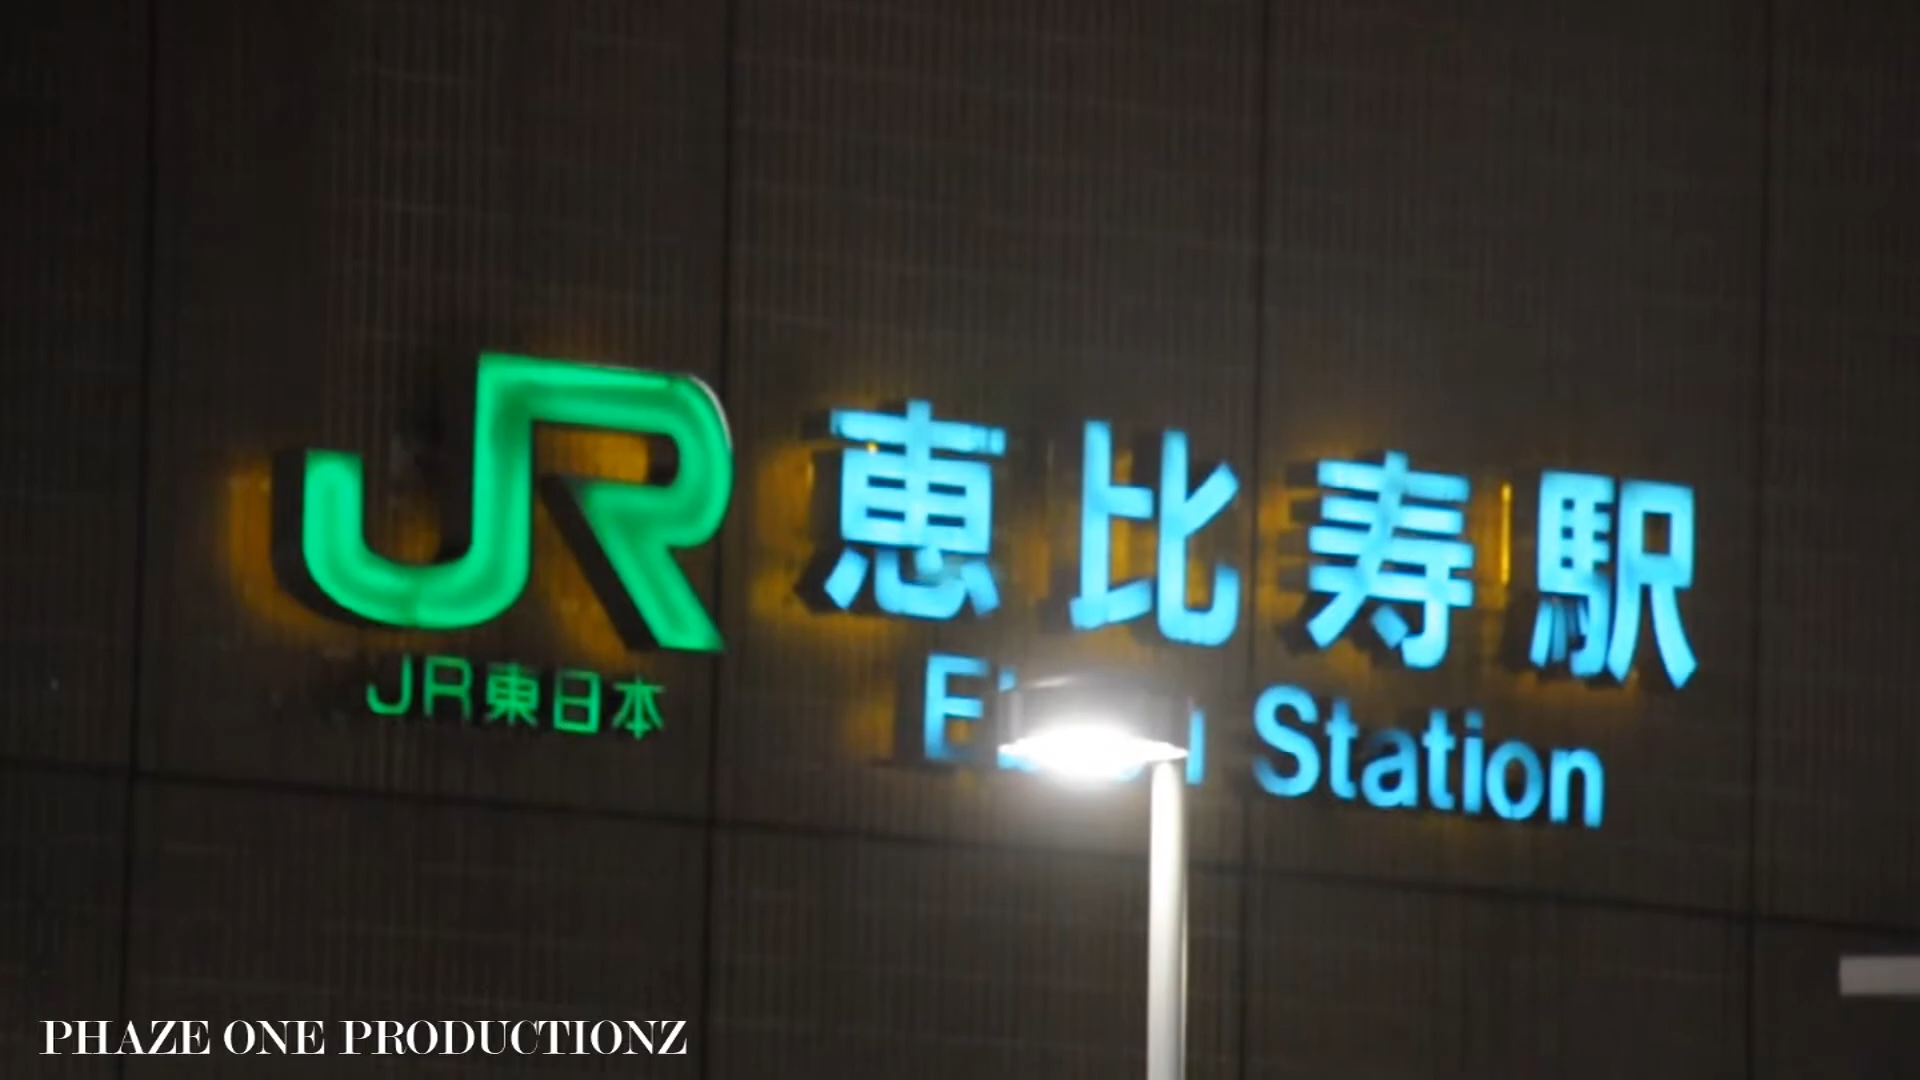 JR
JR東日本
恵比寿駅
Station
PHAZE ONE PRODUCTIONZ